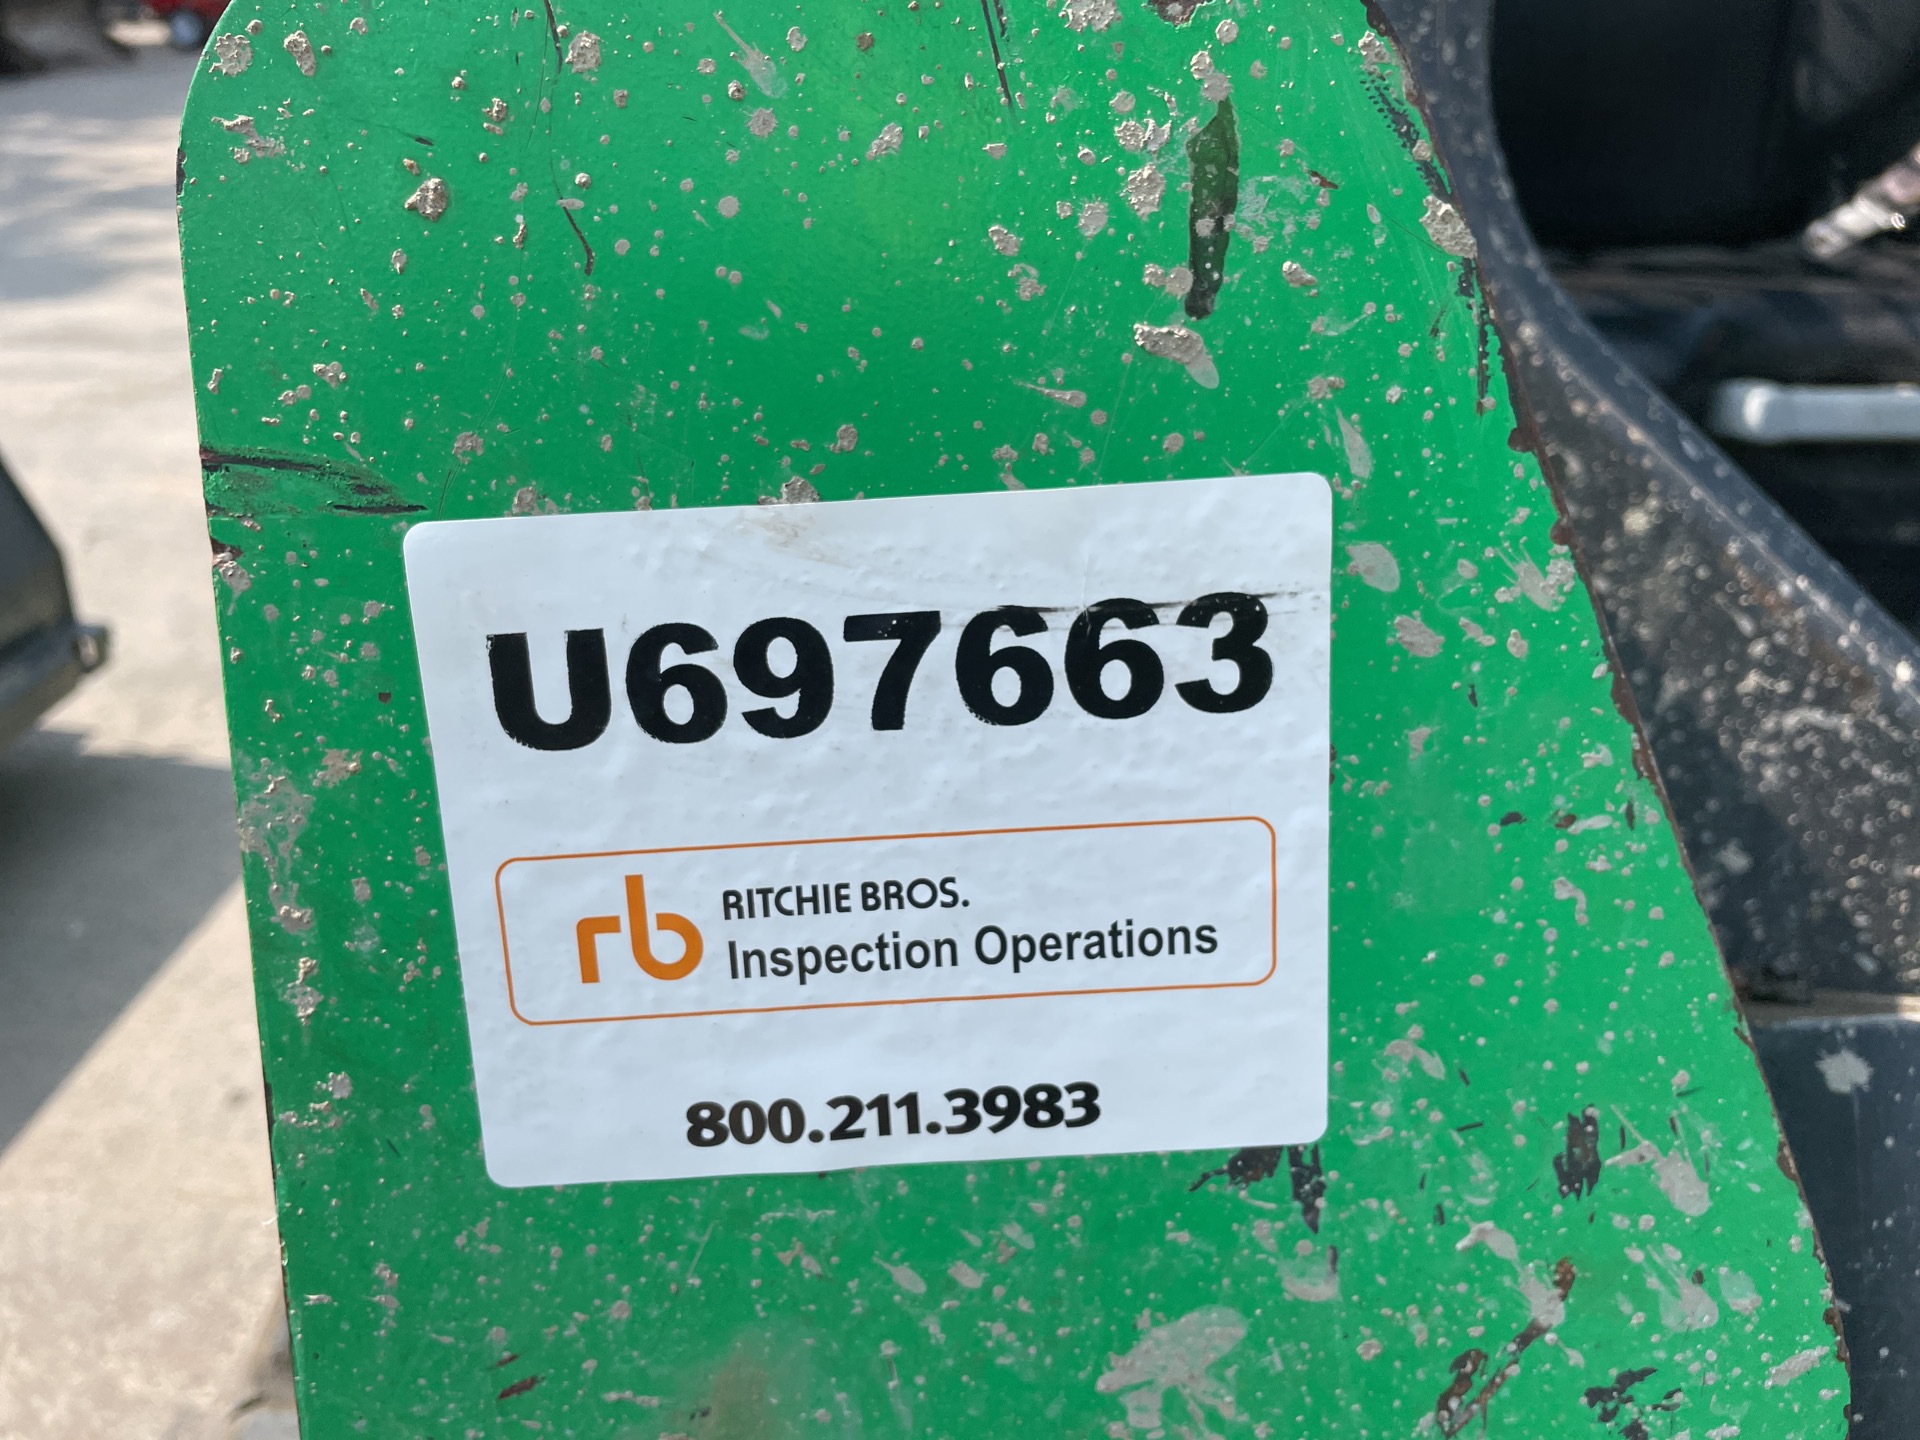 U697663
rb RITCHIE BROS.
Inspection Operations
800.211.3983